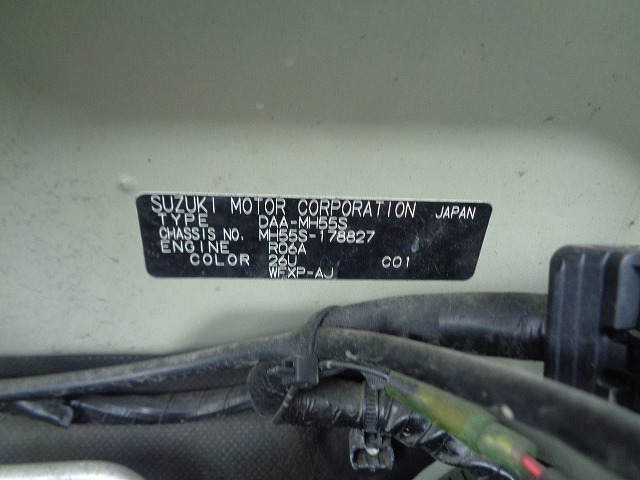 SUZUKI MOTOR CORPORATION JAPAN
TYPE DAA-MH55S
CHASSIS NO. MH55S-178827
ENGINE R06A
COLOR 26U C01
WFXP-AJ